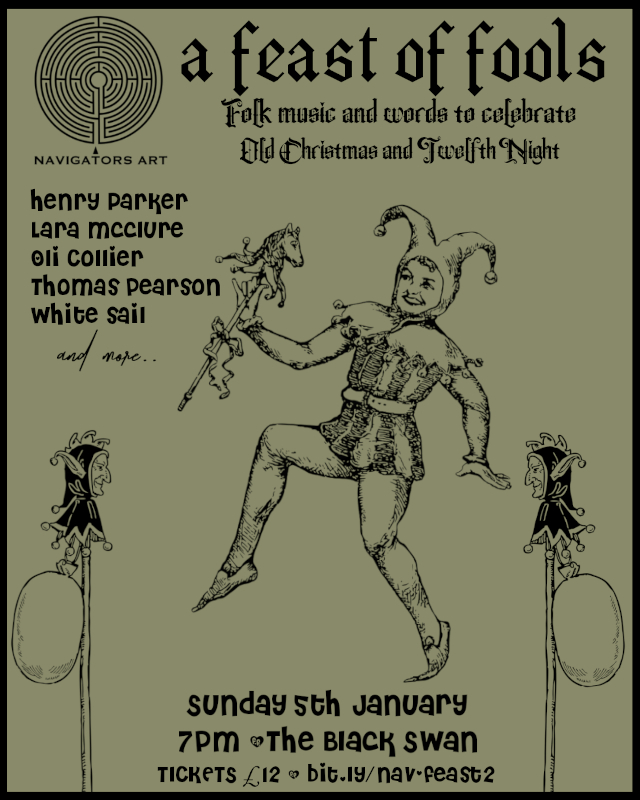 a feast of fools
Folk music and words to celebrate
Old Christmas and Twelfth Night
NAVIGATORS ART
henry Parker
Lara mcclure
Oli Collier
Thomas Pearson
White Sail
and more..
Sunday 5th January
7pm The Black Swan
TICKETS £12 bit.ly/nav-feast2